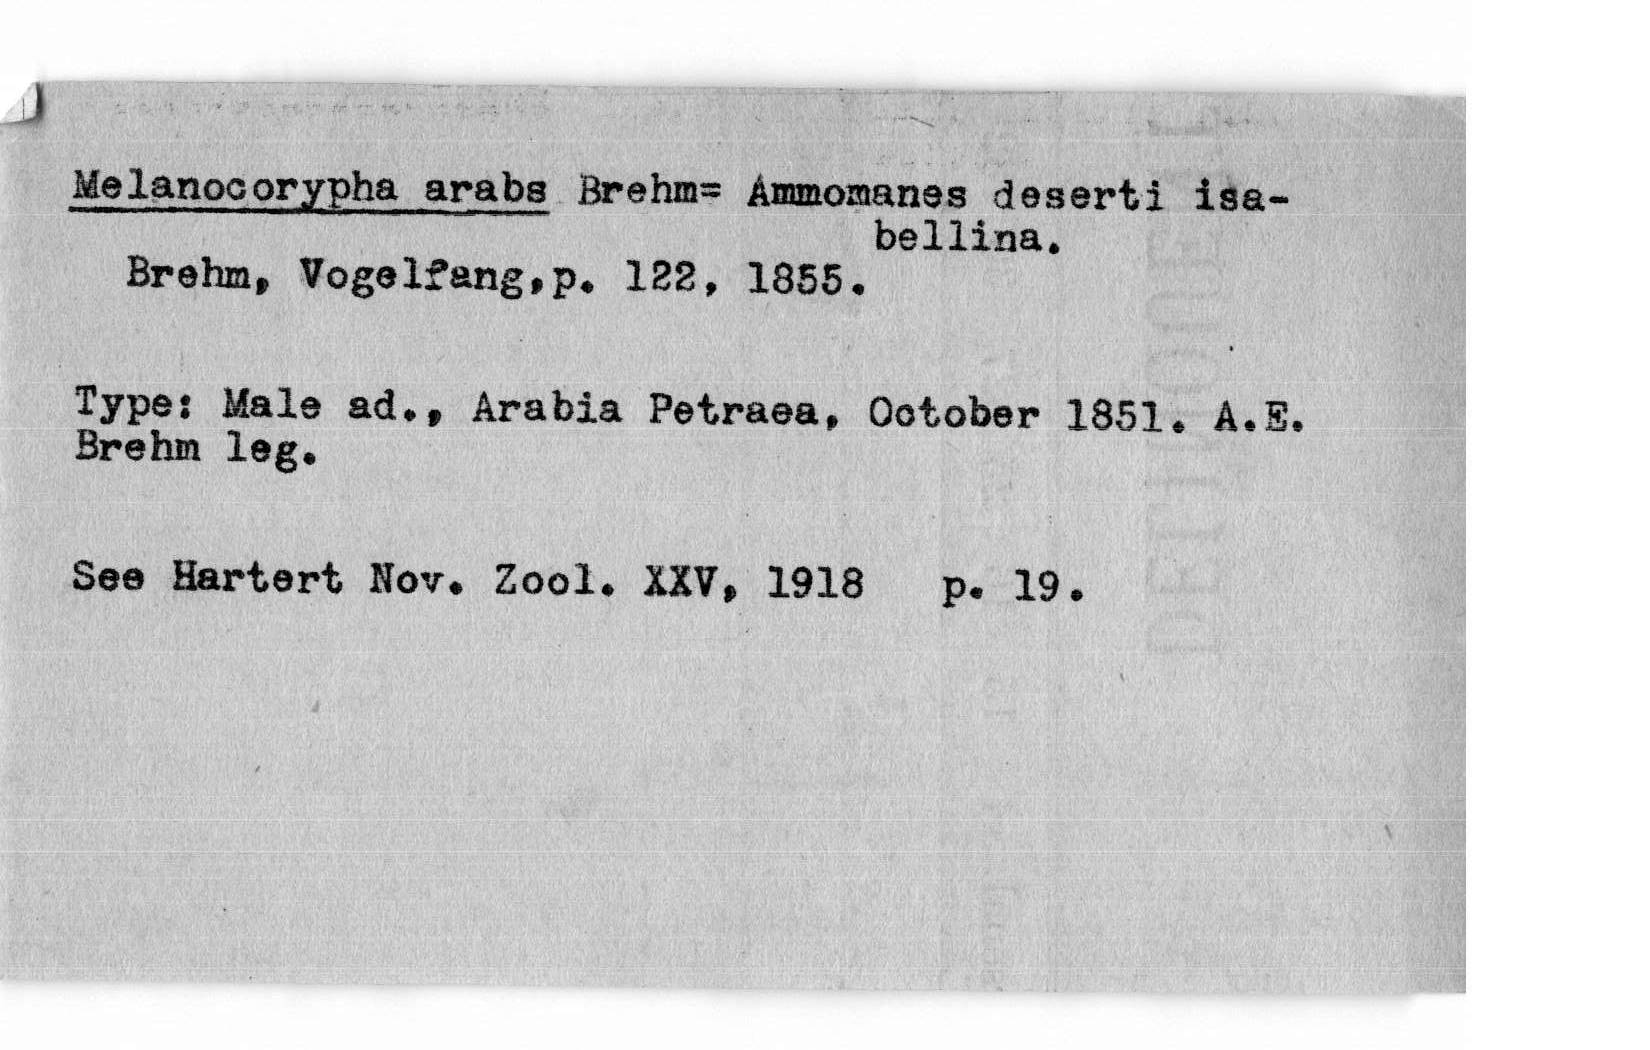 Melanocorypha arabs Brehm= Ammomanes deserti isa-
bellina.
Brehm, Vogelfang,p. 122, 1855.
Type: Male ad., Arabia Petraea, October 1851. A.E.
Brehm leg.
See Hartert Nov. Zool. XXV, 1918 p. 19.